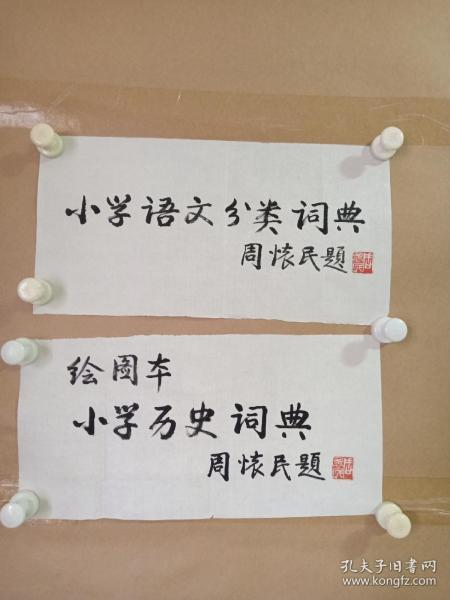 小学语文分类词典
周怀民题
绘图本
小学历史词典
周怀民题
孔夫子旧书网
www.kongfz.com